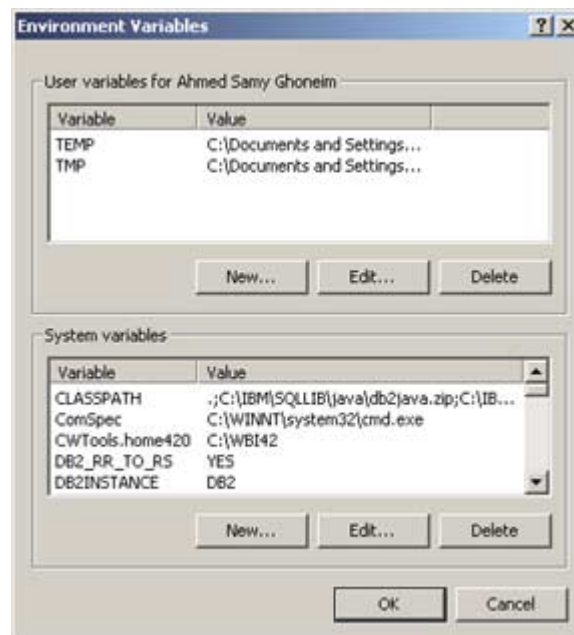 Environment Variables
User variables for Ahmed Samy Ghoneim
Variable Value
TEMP C:\Documents and Settings...
TMP C:\Documents and Settings...
New... Edit... Delete
System variables
Variable Value
CLASSPATH .;C:\IBM\SQLLIB\java\db2java.zip;C:\IB...
ComSpec C:\WINNT\system32\cmd.exe
CWTools.home420 C:\WBI42
DB2_RR_TO_RS YES
DB2INSTANCE DB2
New... Edit... Delete
OK Cancel